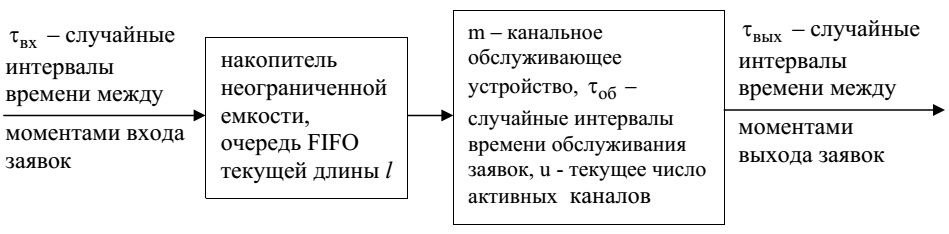 τвх – случайные
интервалы
времени между
моментами входа
заявок
накопитель
неограниченной
емкости,
очередь FIFO
текущей длины l
m – канальное
обслуживающее
устройство, τоб –
случайные интервалы
времени обслуживания
заявок, u - текущее число
активных каналов
τвых – случайные
интервалы
времени между
моментами
выхода заявок